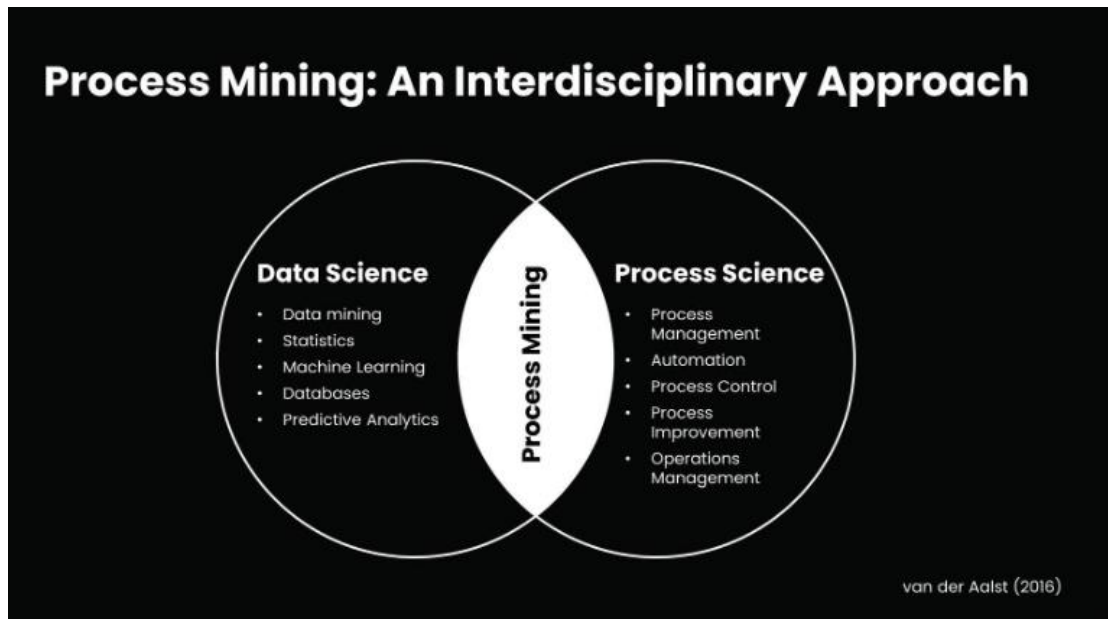 Process Mining: An Interdisciplinary Approach
Data Science
• Data mining
• Statistics
• Machine Learning
• Databases
• Predictive Analytics
Process Mining
Process Science
• Process
Management
• Automation
• Process Control
• Process
Improvement
• Operations
Management
van der Aalst (2016)